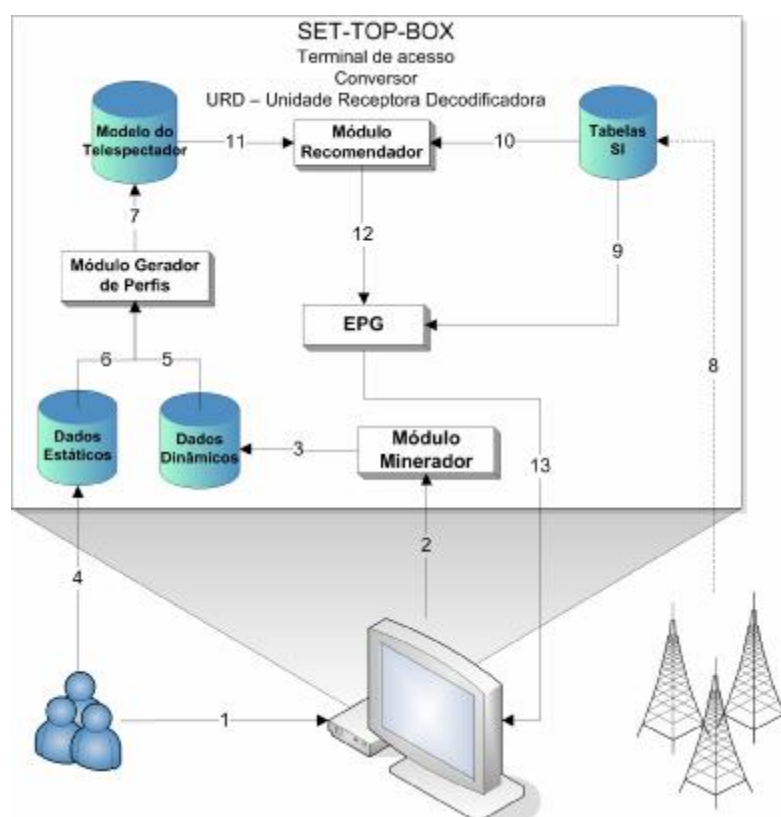 SET-TOP-BOX
Terminal de acesso
Conversor
URD – Unidade Receptora Decodificadora
Modelo do
Telespectador
11
Módulo
Recomendador
10
Tabelas
SI
7
12
9
Módulo Gerador
de Perfis
EPG
6
5
8
Dados
Estáticos
Dados
Dinâmicos
3
Módulo
Minerador
13
2
4
1